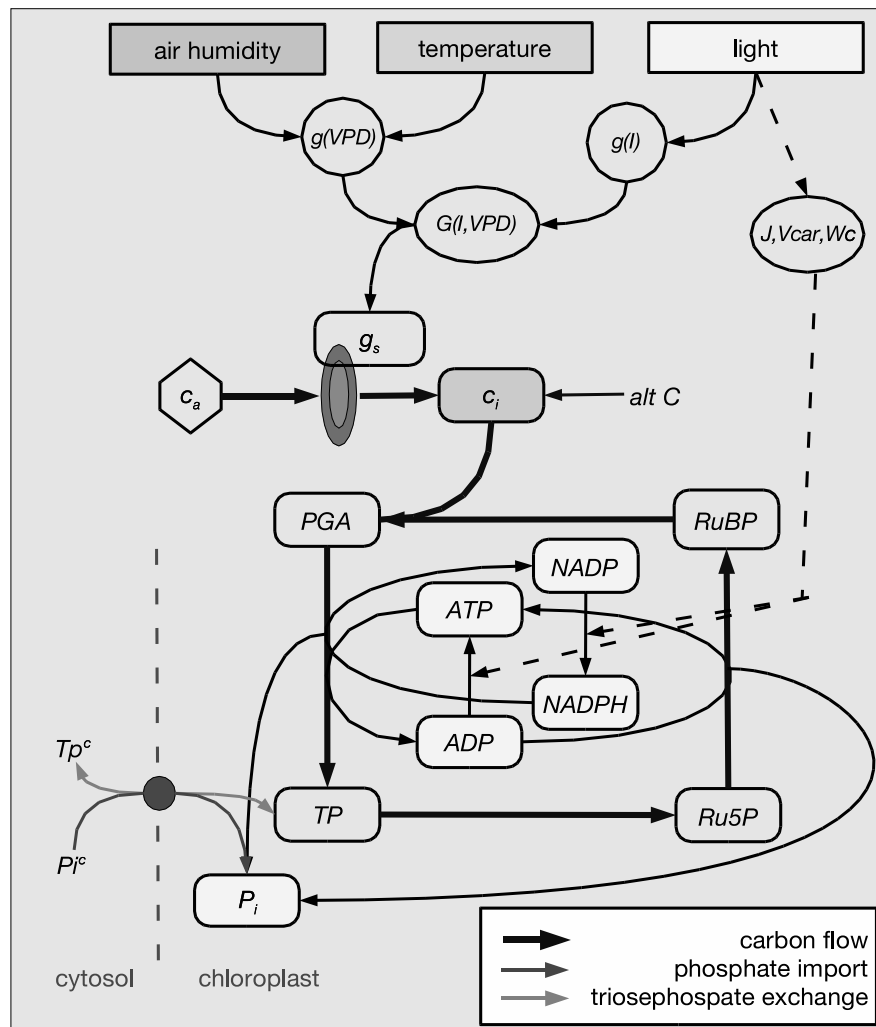 air humidity
temperature
light
g(VPD)
g(I)
G(I,VPD)
J,Vcar,Wc
gs
ca
ci
alt C
PGA
RuBP
NADP
ATP
NADPH
ADP
Tpc
TP
Ru5P
Pic
Pi
cytosol
chloroplast
carbon flow
phosphate import
triosephospate exchange